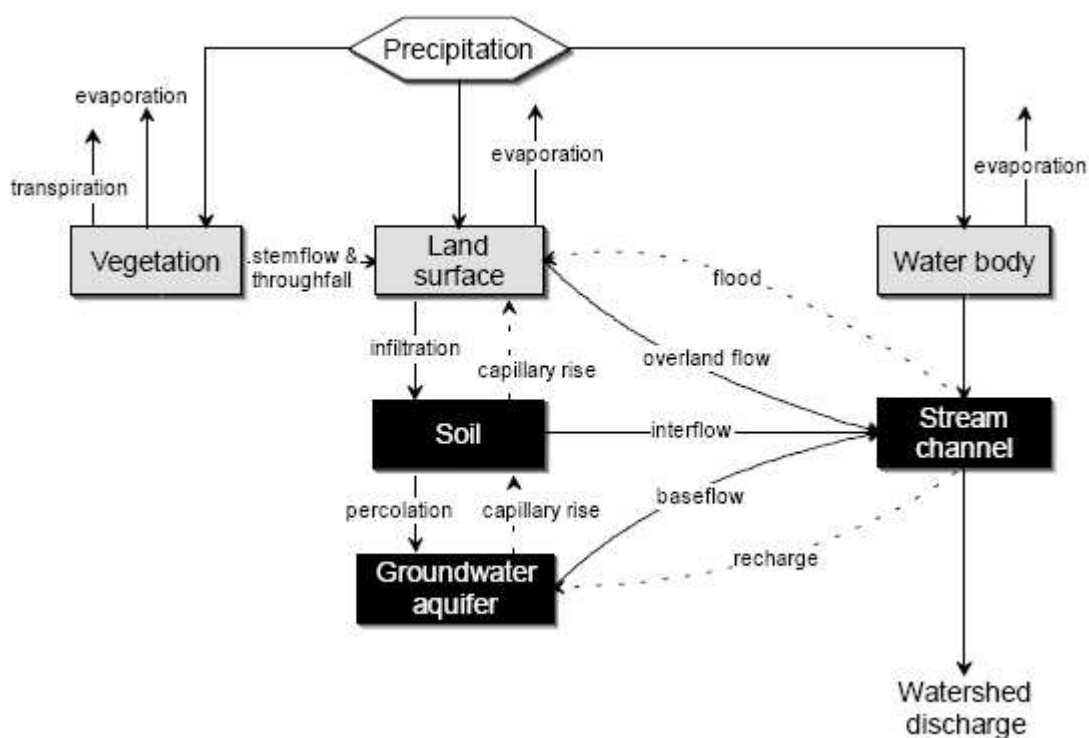 Precipitation
evaporation
transpiration
evaporation
evaporation
Vegetation
.stemflow &
throughfall
Land
surface
flood
Water body
infiltration
capillary rise
overland flow
Soil
interflow
Stream
channel
percolation
capillary rise
baseflow
recharge
Groundwater
aquifer
Watershed
discharge